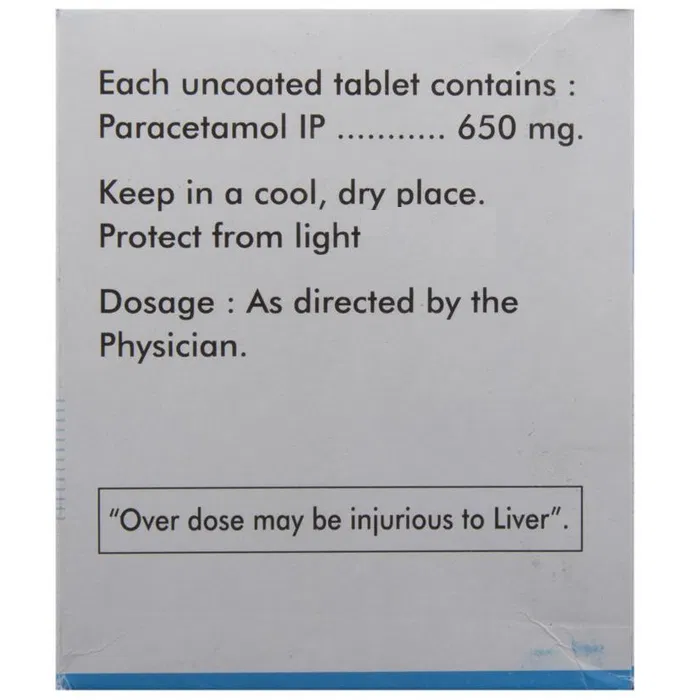 Each uncoated tablet contains :
Paracetamol IP ........... 650 mg.
Keep in a cool, dry place.
Protect from light
Dosage : As directed by the
Physician.
“Over dose may be injurious to Liver”.